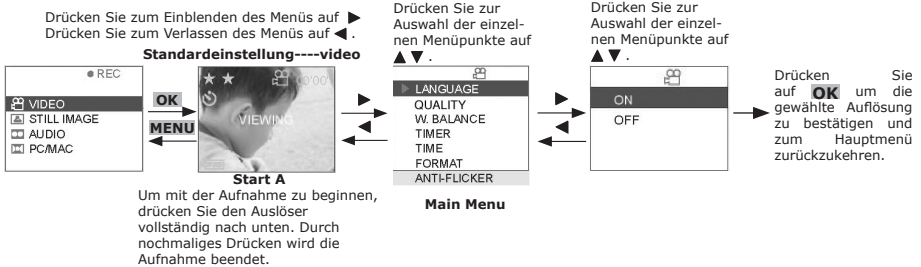 Drücken Sie zum Einblenden des Menüs auf ▶
Drücken Sie zum Verlassen des Menüs auf ◀ .
Standardeinstellung----video
REC
VIDEO
STILL IMAGE
AUDIO
PC/MAC
OK
MENU
00'00"
VIEWING
Start A
Um mit der Aufnahme zu beginnen,
drücken Sie den Auslöser
vollständig nach unten. Durch
nochmaliges Drücken wird die
Aufnahme beendet.
Drücken Sie zur
Auswahl der einzel-
nen Menüpunkte auf
▲ ▼ .
LANGUAGE
QUALITY
W. BALANCE
TIMER
TIME
FORMAT
ANTI-FLICKER
Main Menu
Drücken Sie zur
Auswahl der einzel-
nen Menüpunkte auf
▲ ▼ .
ON
OFF
Drücken Sie
auf OK um die
gewählte Auflösung
zu bestätigen und
zum Hauptmenü
zurückzukehren.